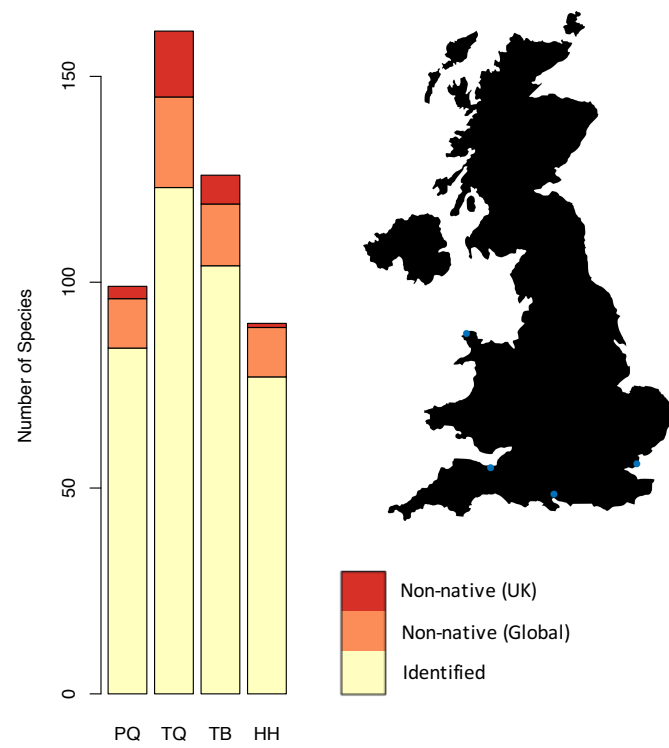 Number of Species
150
100
50
0
PQ TQ TB HH
Non-native (UK)
Non-native (Global)
Identified